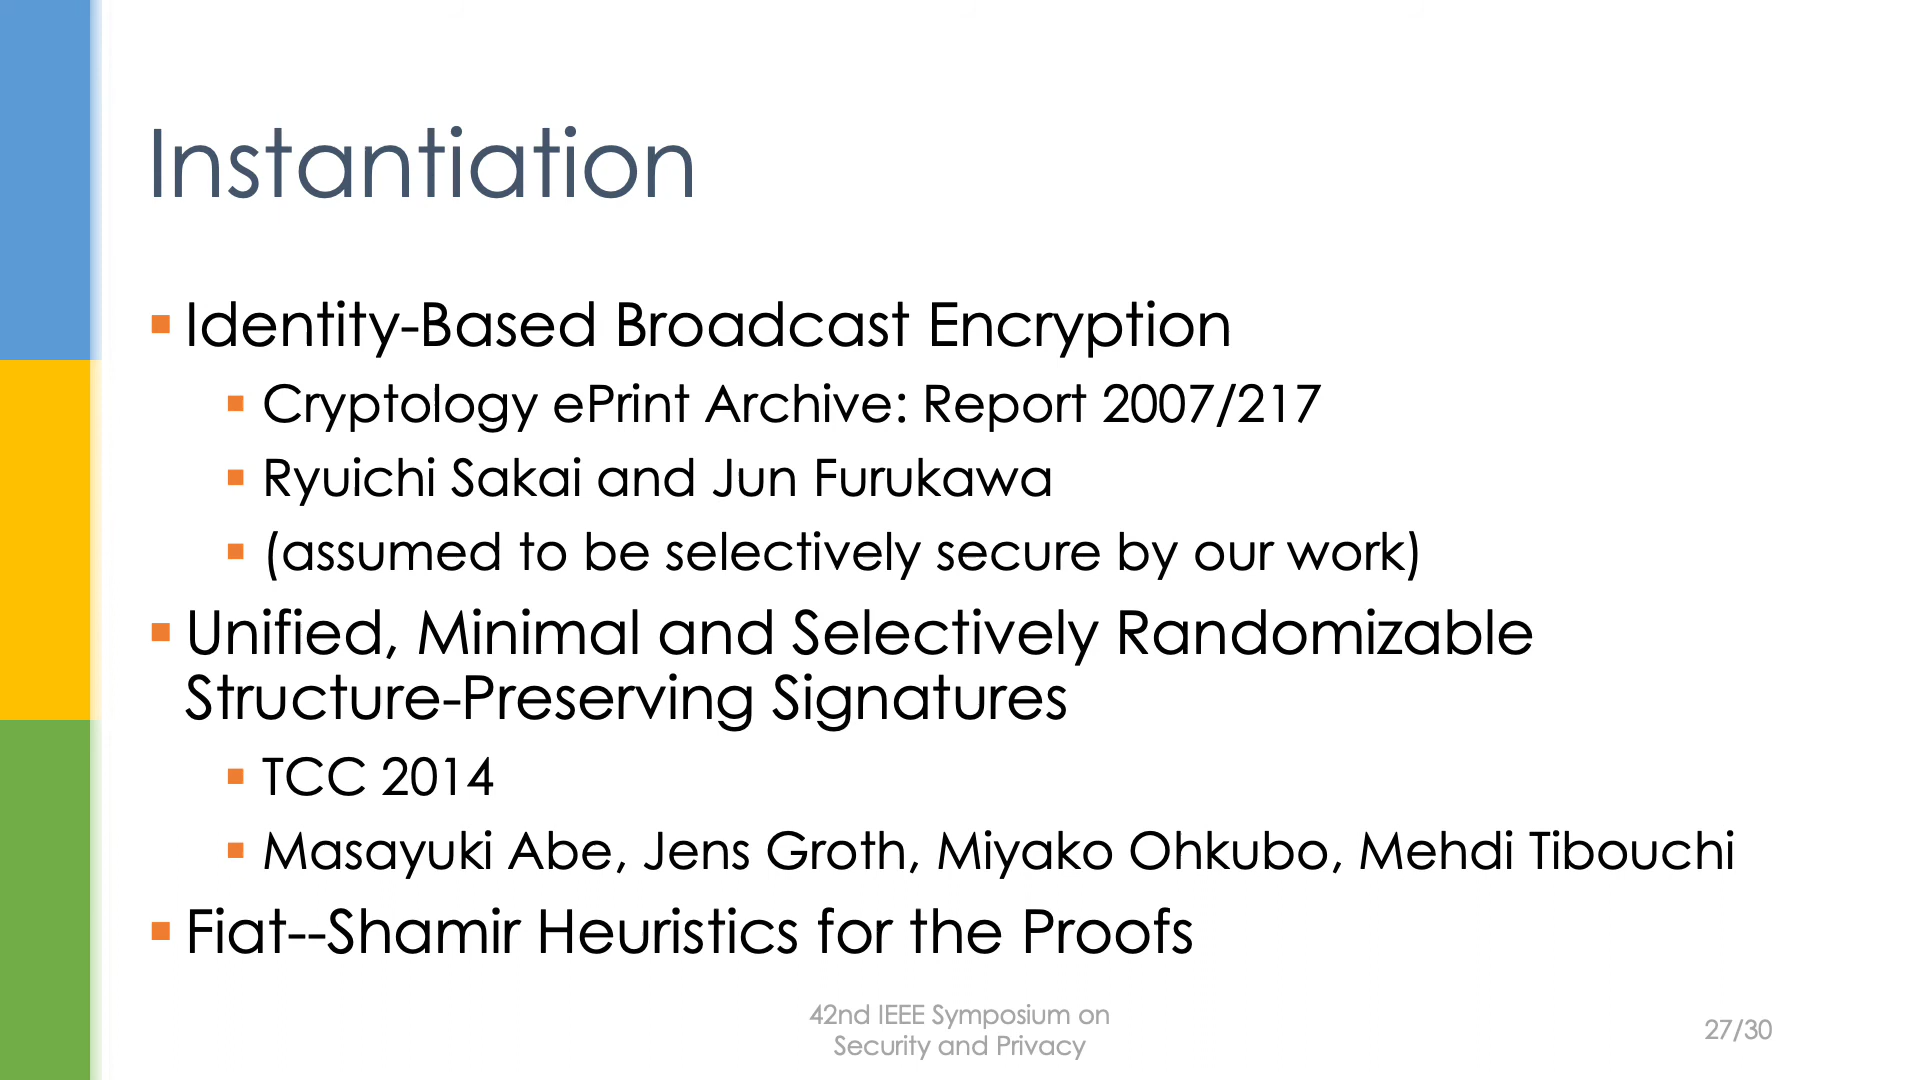 Instantiation
Identity-Based Broadcast Encryption
Cryptology ePrint Archive: Report 2007/217
Ryuichi Sakai and Jun Furukawa
(assumed to be selectively secure by our work)
Unified, Minimal and Selectively Randomizable
Structure-Preserving Signatures
TCC 2014
Masayuki Abe, Jens Groth, Miyako Ohkubo, Mehdi Tibouchi
Fiat--Shamir Heuristics for the Proofs
42nd IEEE Symposium on
Security and Privacy
27/30